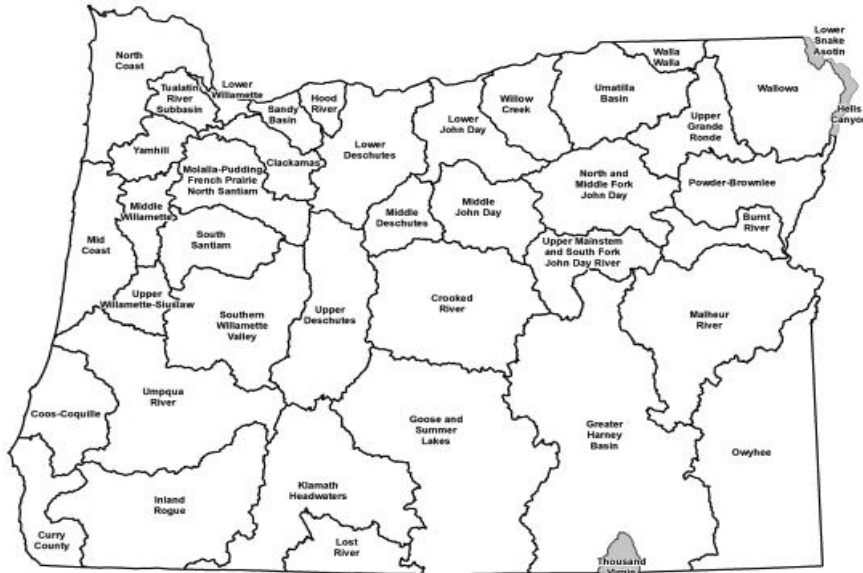 North
Coast
Tualatin
River
Subbasin
Lower
Willamette
Sandy
Basin
Hood
River
Lower
Deschutes
Lower
John Day
Willow
Creek
Umatilla
Basin
Walla
Walla
Wallowa
Lower
Snake
Asotin
Hells
Canyon
Upper
Grande
Ronde
Yamhill
Molalla-Pudding
French Prairie
North Santiam
Clackamas
Middle
Willamette
Middle
Deschutes
Middle
John Day
North and
Middle Fork
John Day
Powder-Brownlee
Burnt
River
Mid
Coast
South
Santiam
Upper Mainstem
and South Fork
John Day River
Upper
Willamette-Siuslaw
Southern
Willamette
Valley
Upper
Deschutes
Crooked
River
Malheur
River
Coos-Coquille
Umpqua
River
Goose and
Summer
Lakes
Greater
Harney
Basin
Owyhee
Inland
Rogue
Klamath
Headwaters
Curry
County
Lost
River
Thousand